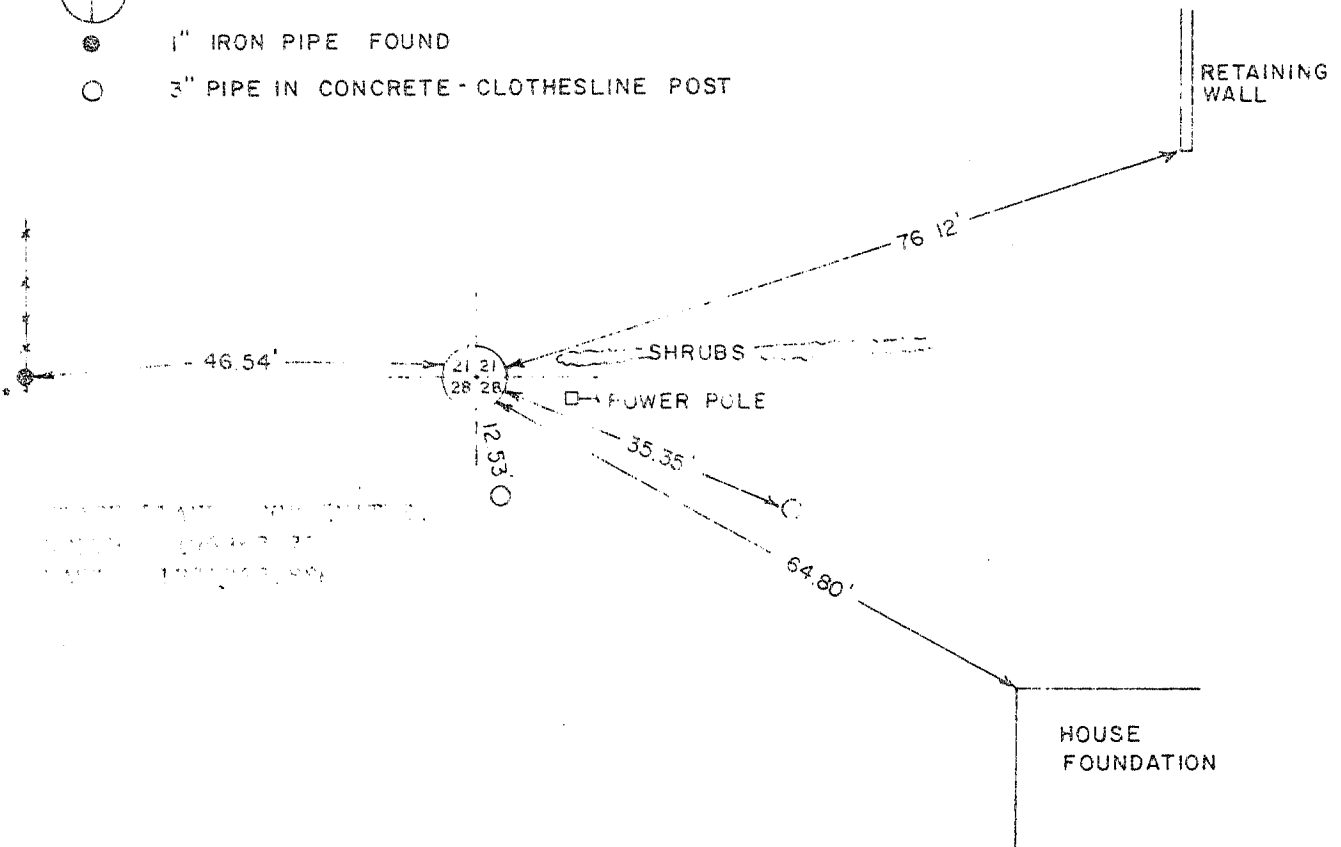 1" IRON PIPE FOUND
3" PIPE IN CONCRETE - CLOTHESLINE POST
RETAINING
WALL
76.12'
46.54'
21 21
28 28
SHRUBS
POWER POLE
12.53'
35.35'
64.80'
HOUSE
FOUNDATION